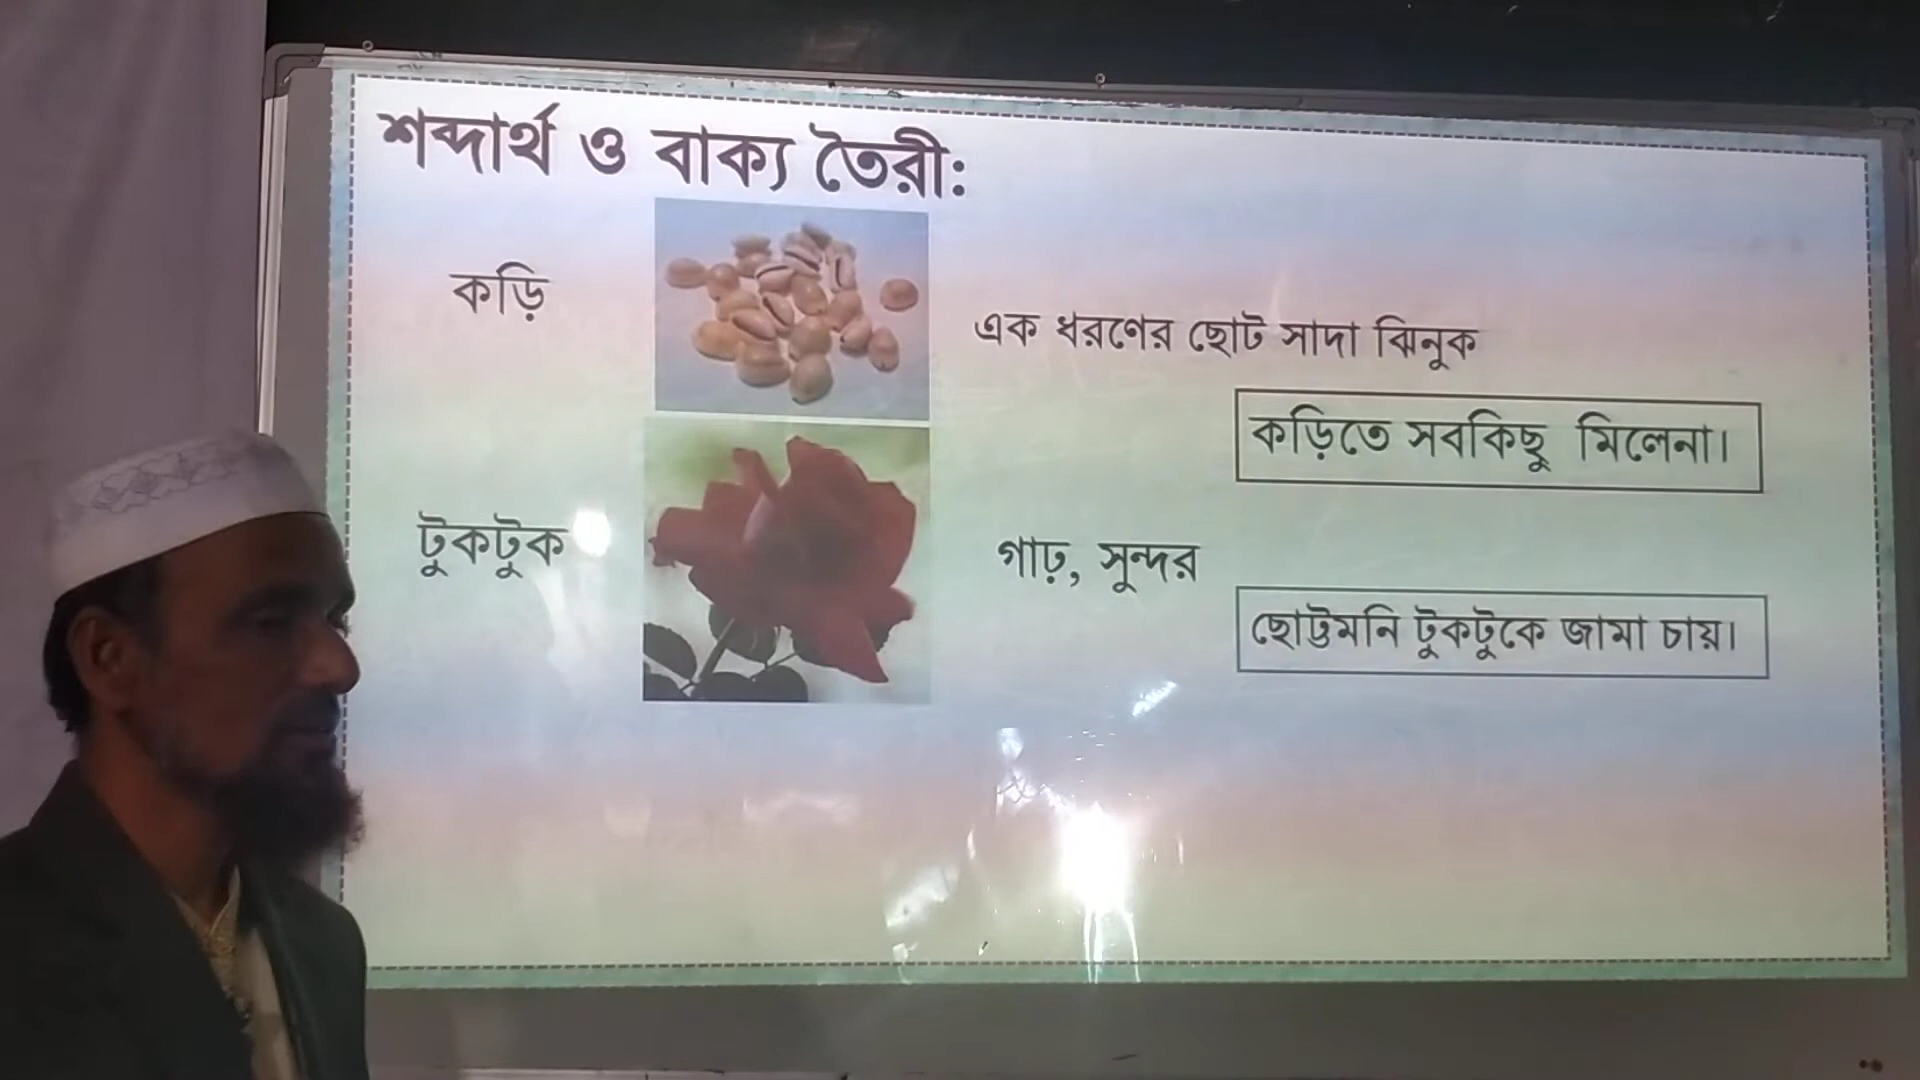 শব্দার্থ ও বাক্য তৈরী:
কড়ি
এক ধরণের ছোট সাদা ঝিনুক
কড়িতে সবকিছু মিলেনা।
টুকটুক
গাঢ়, সুন্দর
ছোট্টমনি টুকটুকে জামা চায়।